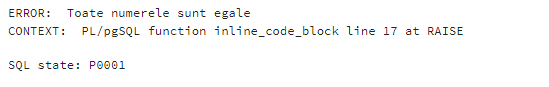 ERROR:  Toate numerele sunt egale
CONTEXT:  PL/pgSQL function inline_code_block line 17 at RAISE
SQL state: P0001